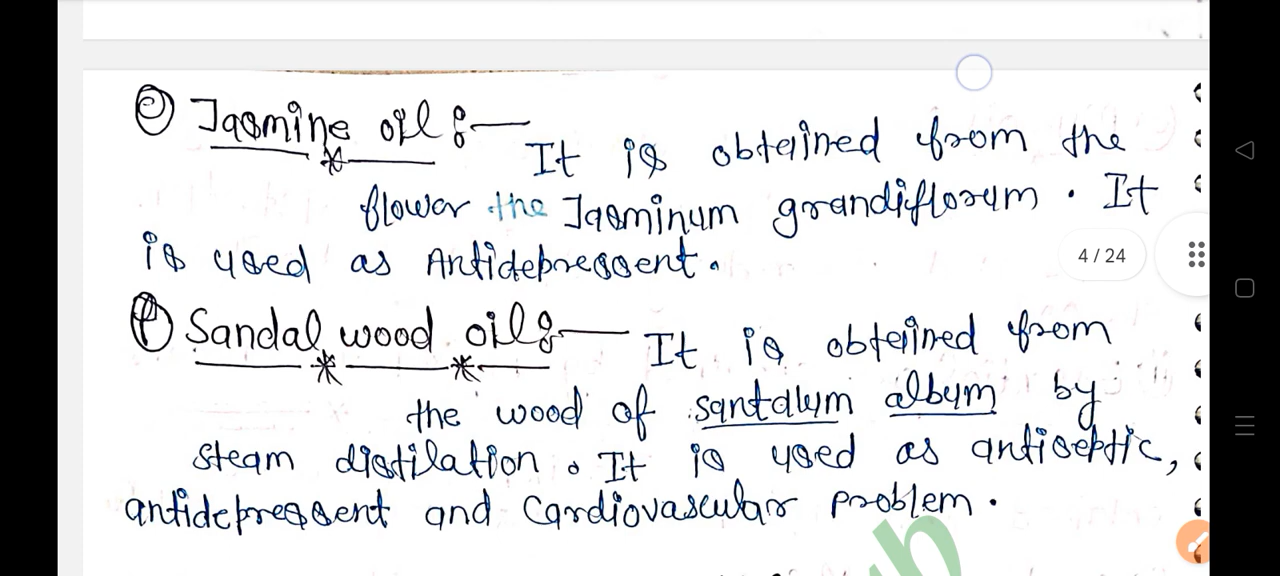 e Jasmine oil :—
It is obtained from the
flower the Jasminum grandiflorum. It
is used as Antidepressent.
4 / 24
f Sandal wood oil :— It is obteined from
the wood of santalum album by
steam distilation. It is used as antiseptic,
antidepressent and Cardiovascular problem.